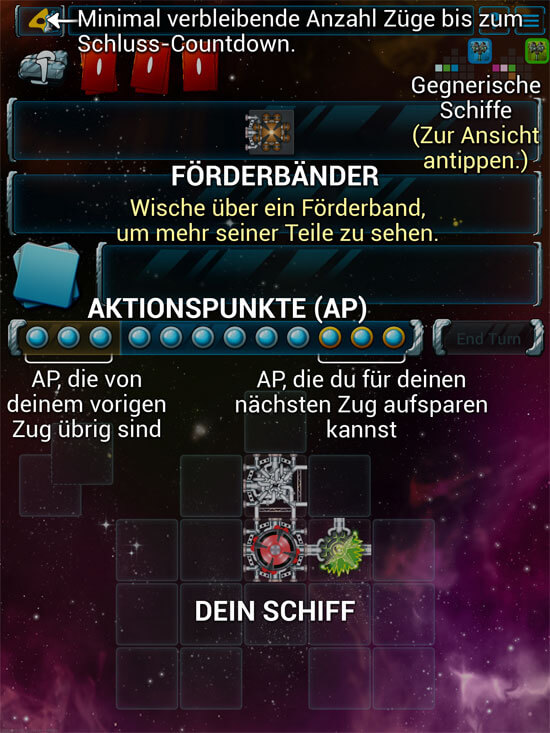 Minimal verbleibende Anzahl Züge bis zum
Schluss-Countdown.
Gegnerische
Schiffe
(Zur Ansicht
antippen.)
FÖRDERBÄNDER
Wische über ein Förderband,
um mehr seiner Teile zu sehen.
AKTIONSPUNKTE (AP)
End Turn
AP, die von
deinem vorigen
Zug übrig sind
AP, die du für deinen
nächsten Zug aufsparen
kannst
DEIN SCHIFF